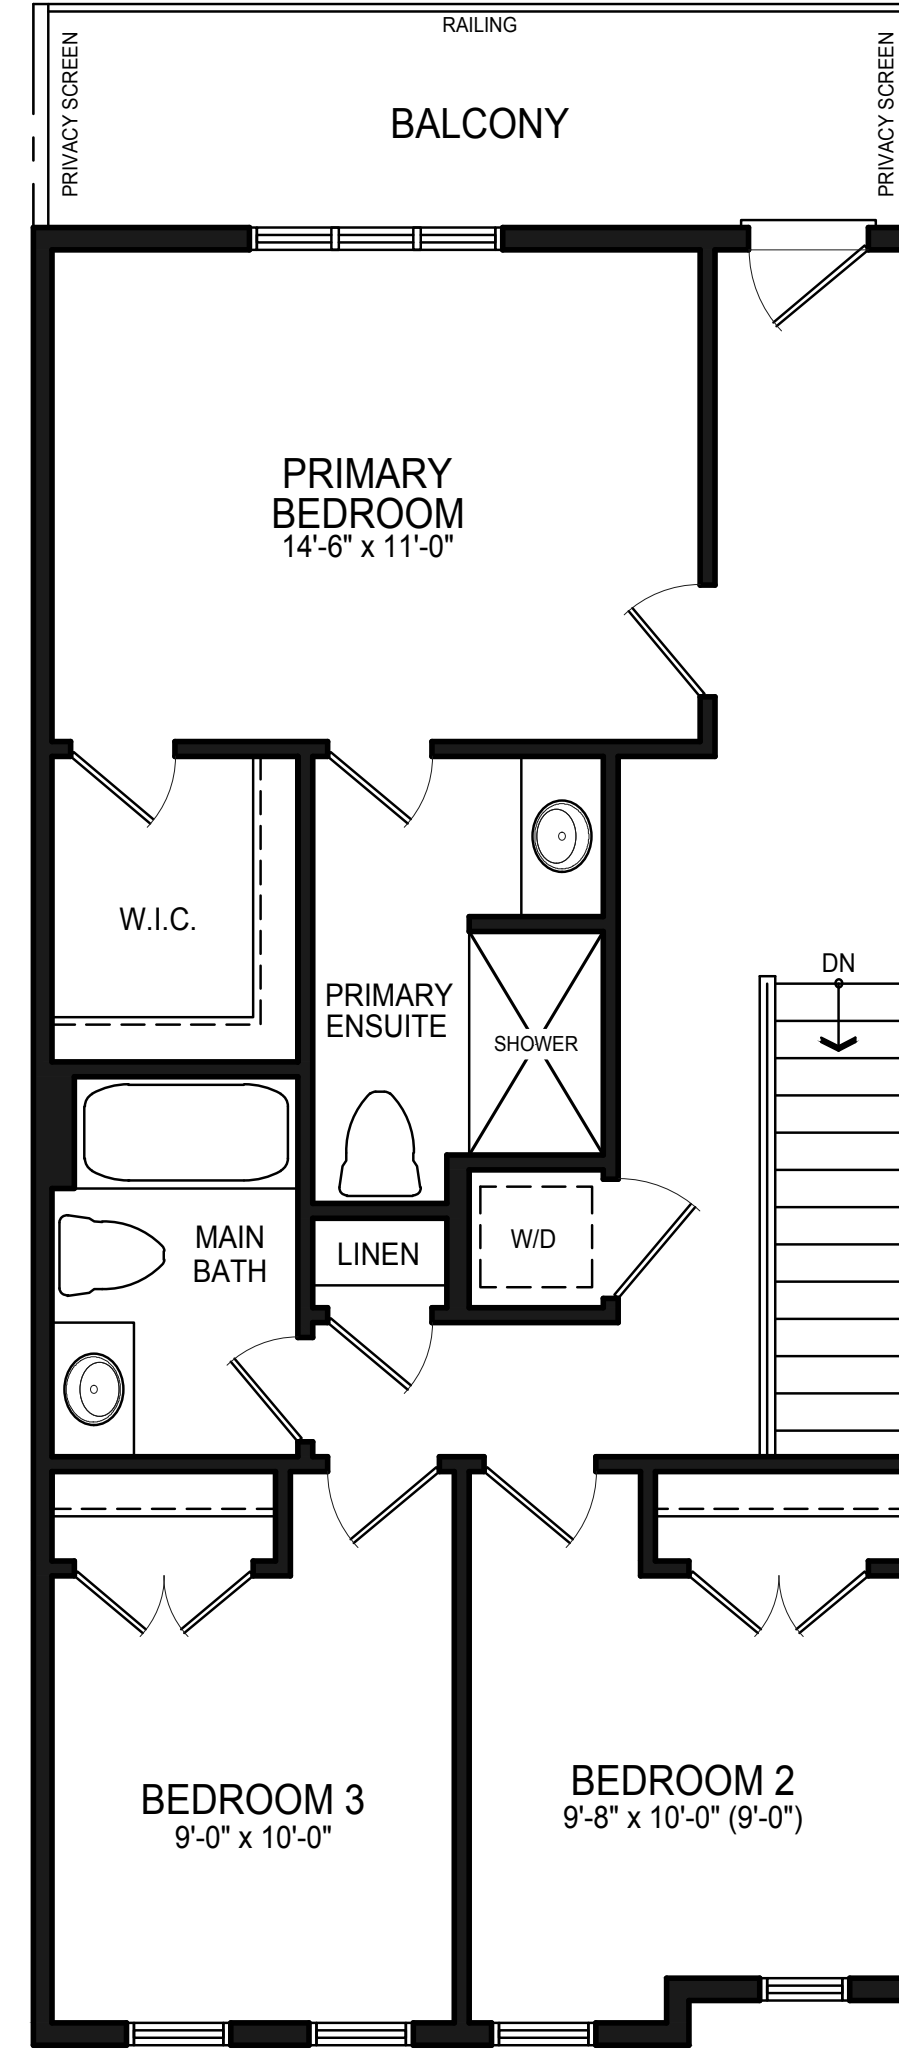 RAILING
PRIVACY SCREEN
PRIVACY SCREEN
BALCONY
PRIMARY
BEDROOM
14'-6" x 11'-0"
W.I.C.
DN
PRIMARY
ENSUITE
SHOWER
MAIN
BATH
LINEN
W/D
BEDROOM 3
9'-0" x 10'-0"
BEDROOM 2
9'-8" x 10'-0" (9'-0")